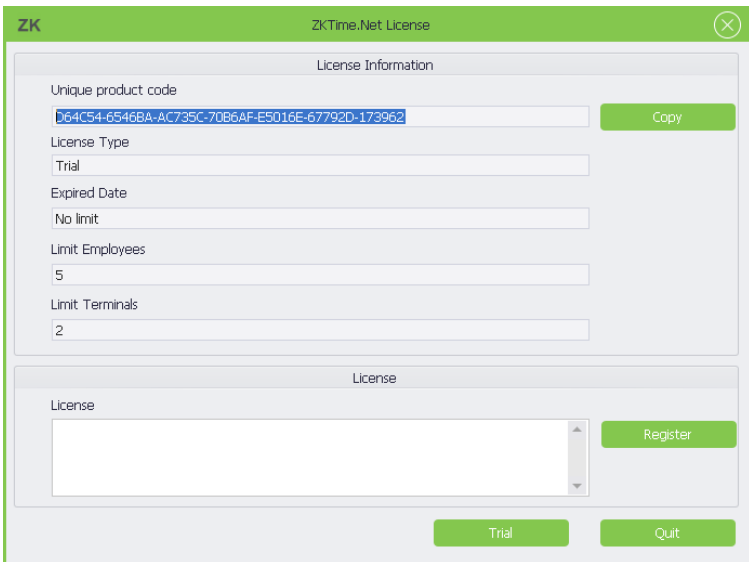 ZK
ZKTime.Net License
License Information
Unique product code
D64C54-6546BA-AC735C-70B6AF-E5016E-67792D-173962
Copy
License Type
Trial
Expired Date
No limit
Limit Employees
5
Limit Terminals
2
License
License
Register
Trial
Quit